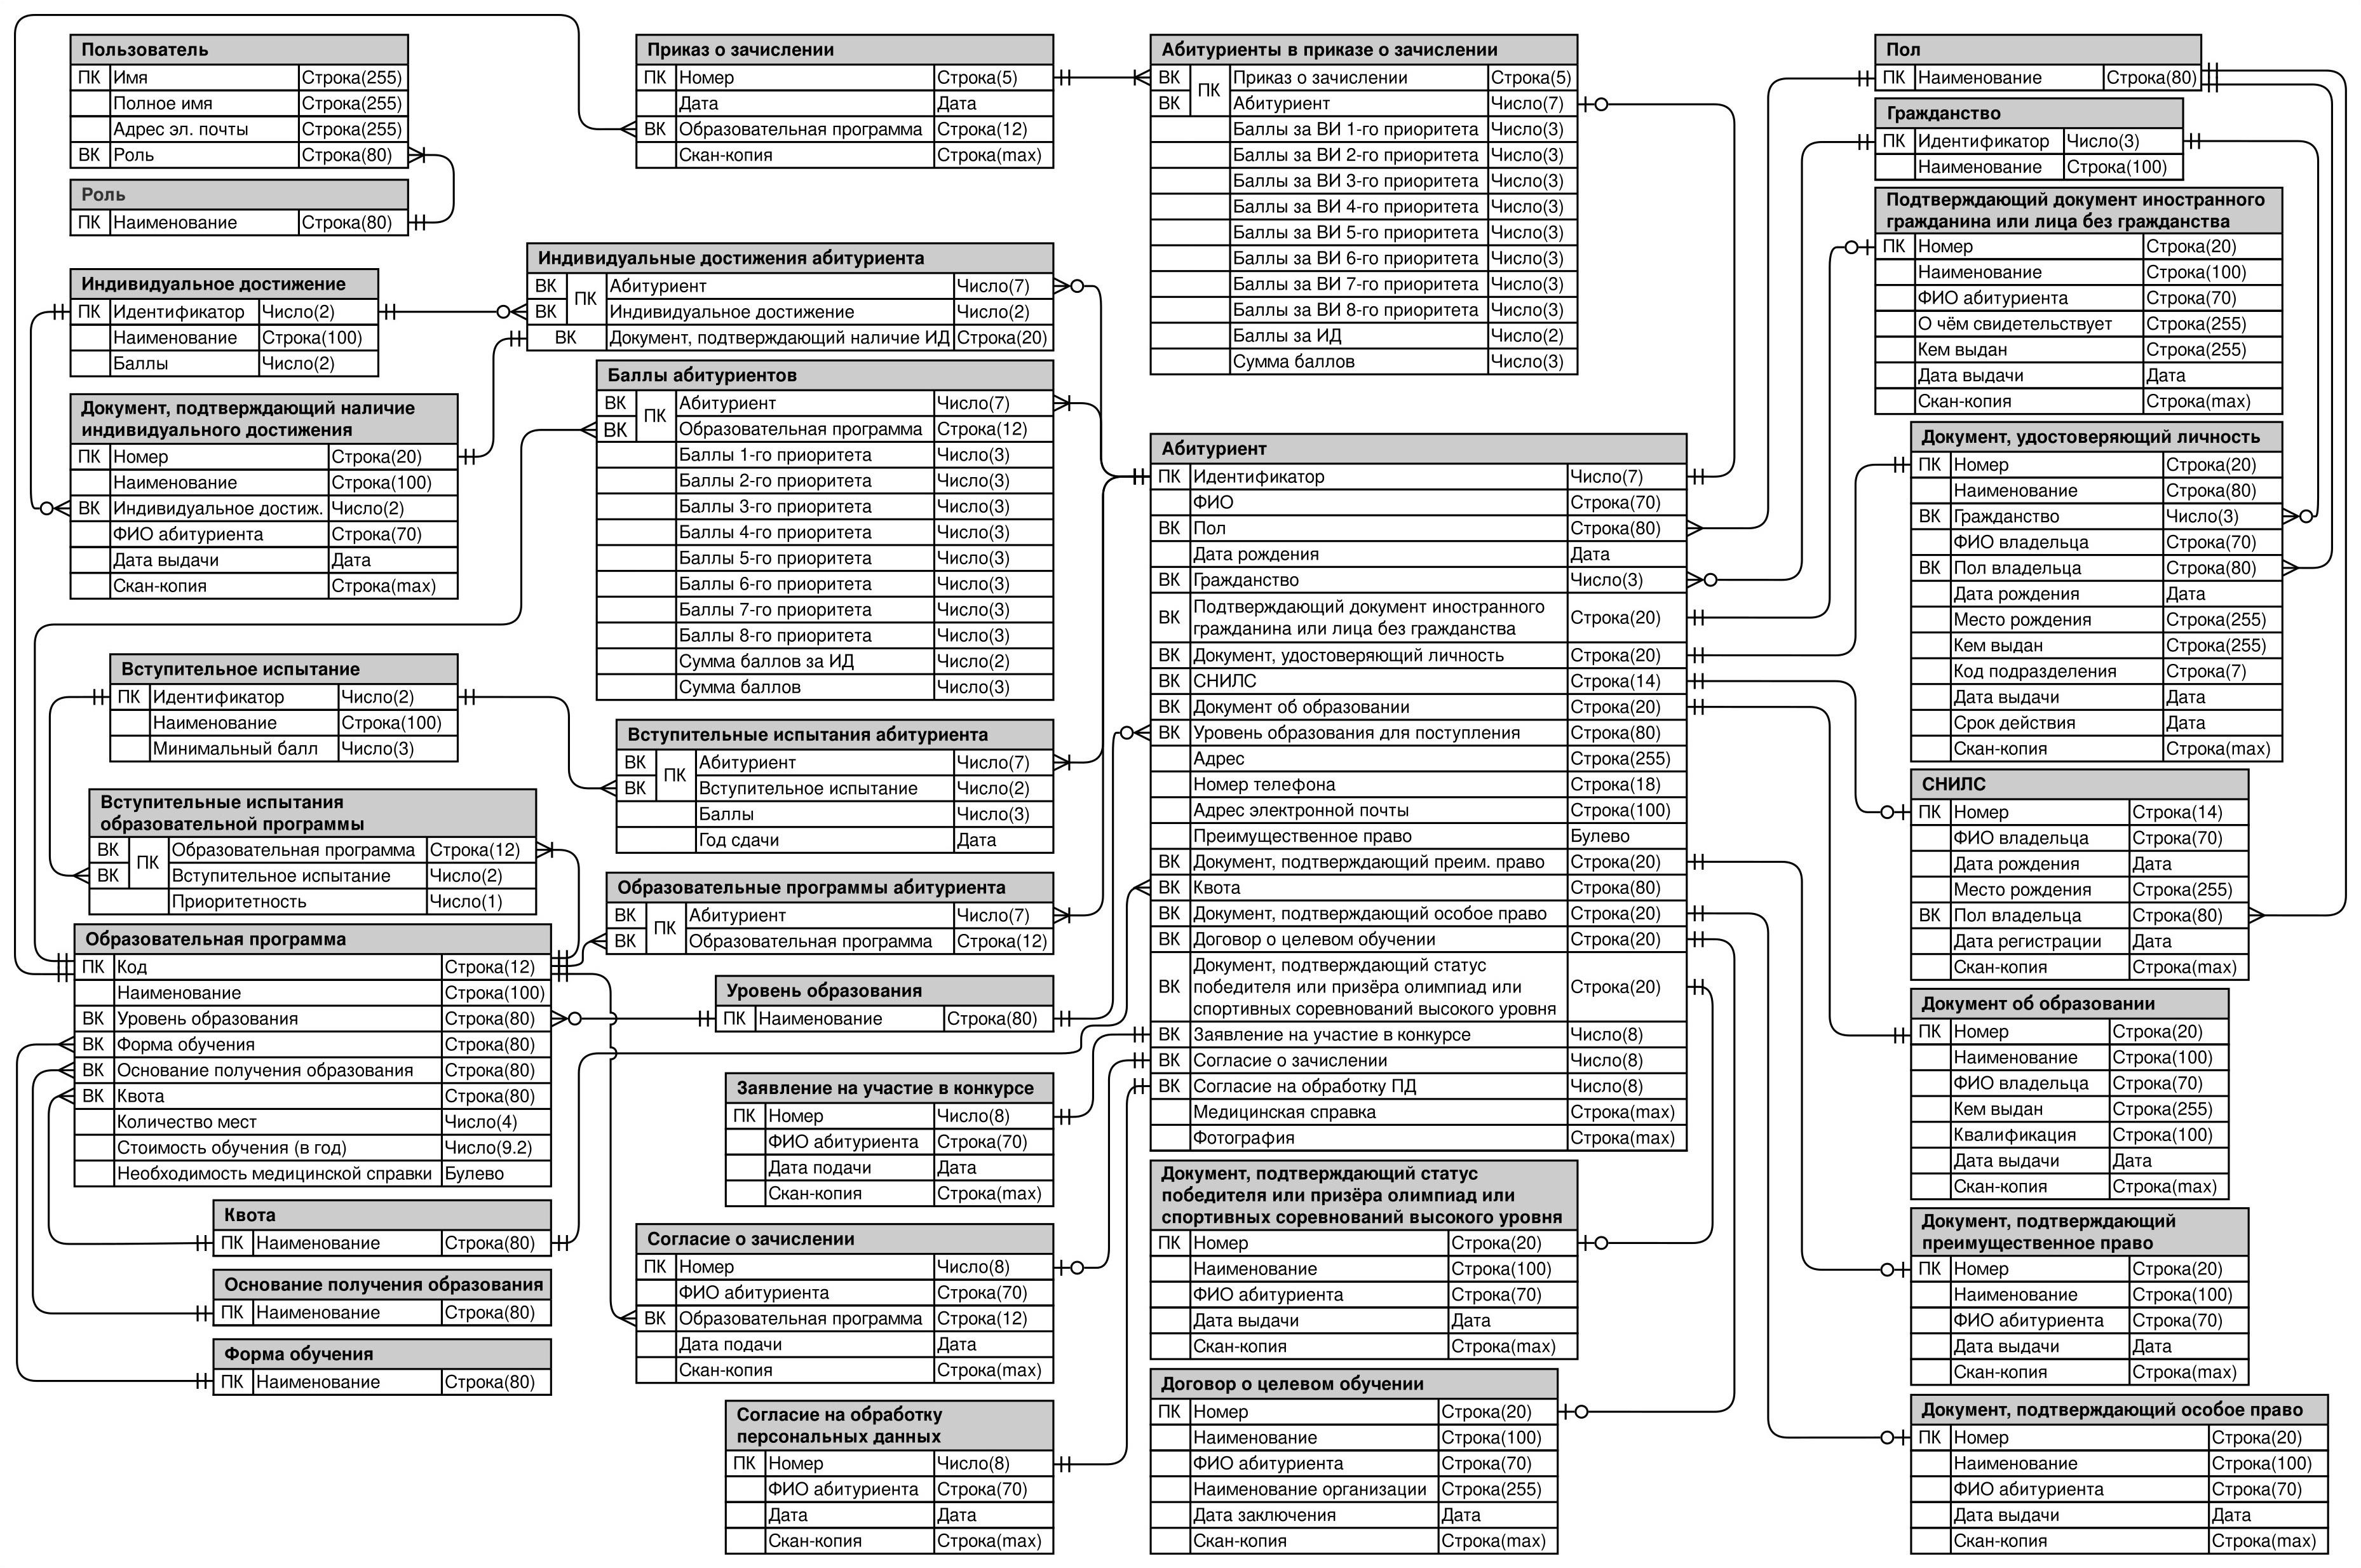 Пользователь
ПК Имя Строка(255)
Полное имя Строка(255)
Адрес эл. почты Строка(255)
ВК Роль Строка(80)
Роль
ПК Наименование Строка(80)
Индивидуальное достижение
ПК Идентификатор Число(2)
Наименование Строка(100)
Баллы Число(2)
Документ, подтверждающий наличие
индивидуального достижения
ПК Номер Строка(20)
Наименование Строка(100)
ВК Индивидуальное достиж. Число(2)
ФИО абитуриента Строка(70)
Дата выдачи Дата
Скан-копия Строка(max)
Вступительное испытание
ПК Идентификатор Число(2)
Наименование Строка(100)
Минимальный балл Число(3)
Вступительные испытания
образовательной программы
ВК ПК Образовательная программа Строка(12)
ВК Вступительное испытание Число(2)
Приоритетность Число(1)
Образовательная программа
ПК Код Строка(12)
Наименование Строка(100)
ВК Уровень образования Строка(80)
ВК Форма обучения Строка(80)
ВК Основание получения образования Строка(80)
ВК Квота Строка(80)
Количество мест Число(4)
Стоимость обучения (в год) Число(9.2)
Необходимость медицинской справки Булево
Квота
ПК Наименование Строка(80)
Основание получения образования
ПК Наименование Строка(80)
Форма обучения
ПК Наименование Строка(80)
Приказ о зачислении
ПК Номер Строка(5)
Дата Дата
ВК Образовательная программа Строка(12)
Скан-копия Строка(max)
Индивидуальные достижения абитуриента
ВК ПК Абитуриент Число(7)
ВК Индивидуальное достижение Число(2)
ВК Документ, подтверждающий наличие ИД Строка(20)
Баллы абитуриентов
ВК ПК Абитуриент Число(7)
ВК Образовательная программа Строка(12)
Баллы 1-го приоритета Число(3)
Баллы 2-го приоритета Число(3)
Баллы 3-го приоритета Число(3)
Баллы 4-го приоритета Число(3)
Баллы 5-го приоритета Число(3)
Баллы 6-го приоритета Число(3)
Баллы 7-го приоритета Число(3)
Баллы 8-го приоритета Число(3)
Сумма баллов за ИД Число(2)
Сумма баллов Число(3)
Вступительные испытания абитуриента
ВК ПК Абитуриент Число(7)
ВК Вступительное испытание Число(2)
Баллы Число(3)
Год сдачи Дата
Образовательные программы абитуриента
ВК ПК Абитуриент Число(7)
ВК Образовательная программа Строка(12)
Уровень образования
ПК Наименование Строка(80)
Заявление на участие в конкурсе
ПК Номер Число(8)
ФИО абитуриента Строка(70)
Дата подачи Дата
Скан-копия Строка(max)
Согласие о зачислении
ПК Номер Число(8)
ФИО абитуриента Строка(70)
ВК Образовательная программа Строка(12)
Дата подачи Дата
Скан-копия Строка(max)
Согласие на обработку
персональных данных
ПК Номер Число(8)
ФИО абитуриента Строка(70)
Дата Дата
Скан-копия Строка(max)
Абитуриенты в приказе о зачислении
ВК ПК Приказ о зачислении Строка(5)
ВК Абитуриент Число(7)
Баллы за ВИ 1-го приоритета Число(3)
Баллы за ВИ 2-го приоритета Число(3)
Баллы за ВИ 3-го приоритета Число(3)
Баллы за ВИ 4-го приоритета Число(3)
Баллы за ВИ 5-го приоритета Число(3)
Баллы за ВИ 6-го приоритета Число(3)
Баллы за ВИ 7-го приоритета Число(3)
Баллы за ВИ 8-го приоритета Число(3)
Баллы за ИД Число(2)
Сумма баллов Число(3)
Абитуриент
ПК Идентификатор Число(7)
ФИО Строка(70)
ВК Пол Строка(80)
Дата рождения Дата
ВК Гражданство Число(3)
ВК Подтверждающий документ иностранного Строка(20)
гражданина или лица без гражданства
ВК Документ, удостоверяющий личность Строка(20)
ВК СНИЛС Строка(14)
ВК Документ об образовании Строка(20)
ВК Уровень образования для поступления Строка(80)
Адрес Строка(255)
Номер телефона Строка(18)
Адрес электронной почты Строка(100)
Преимущественное право Булево
ВК Документ, подтверждающий преим. право Строка(20)
ВК Квота Строка(80)
ВК Документ, подтверждающий особое право Строка(20)
ВК Договор о целевом обучении Строка(20)
Документ, подтверждающий статус
ВК победителя или призёра олимпиад или Строка(20)
спортивных соревнований высокого уровня
ВК Заявление на участие в конкурсе Число(8)
ВК Согласие о зачислении Число(8)
ВК Согласие на обработку ПД Число(8)
Медицинская справка Строка(max)
Фотография Строка(max)
Документ, подтверждающий статус
победителя или призёра олимпиад или
спортивных соревнований высокого уровня
ПК Номер Строка(20)
Наименование Строка(100)
ФИО абитуриента Строка(70)
Дата выдачи Дата
Скан-копия Строка(max)
Договор о целевом обучении
ПК Номер Строка(20)
Наименование Строка(100)
ФИО абитуриента Строка(70)
Наименование организации Строка(255)
Дата заключения Дата
Скан-копия Строка(max)
Пол
ПК Наименование Строка(80)
Гражданство
ПК Идентификатор Число(3)
Наименование Строка(100)
Подтверждающий документ иностранного
гражданина или лица без гражданства
ПК Номер Строка(20)
Наименование Строка(100)
ФИО абитуриента Строка(70)
О чём свидетельствует Строка(255)
Кем выдан Строка(255)
Дата выдачи Дата
Скан-копия Строка(max)
Документ, удостоверяющий личность
ПК Номер Строка(20)
Наименование Строка(80)
ВК Гражданство Число(3)
ФИО владельца Строка(70)
ВК Пол владельца Строка(80)
Дата рождения Дата
Место рождения Строка(255)
Кем выдан Строка(255)
Код подразделения Строка(7)
Дата выдачи Дата
Срок действия Дата
Скан-копия Строка(max)
СНИЛС
ПК Номер Строка(14)
ФИО владельца Строка(70)
Дата рождения Дата
Место рождения Строка(255)
ВК Пол владельца Строка(80)
Дата регистрации Дата
Скан-копия Строка(max)
Документ об образовании
ПК Номер Строка(20)
Наименование Строка(100)
ФИО владельца Строка(70)
Кем выдан Строка(255)
Квалификация Строка(100)
Дата выдачи Дата
Скан-копия Строка(max)
Документ, подтверждающий
преимущественное право
ПК Номер Строка(20)
Наименование Строка(100)
ФИО абитуриента Строка(70)
Дата выдачи Дата
Скан-копия Строка(max)
Документ, подтверждающий особое право
ПК Номер Строка(20)
Наименование Строка(100)
ФИО абитуриента Строка(70)
Дата выдачи Дата
Скан-копия Строка(max)